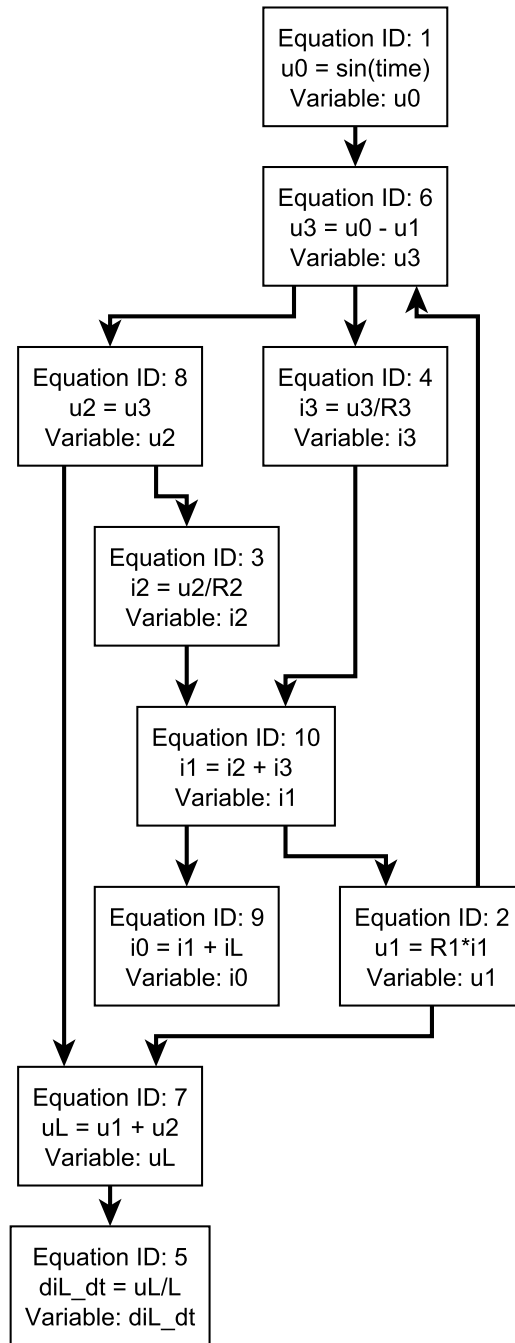 Equation ID: 1
u0 = sin(time)
Variable: u0
Equation ID: 6
u3 = u0 - u1
Variable: u3
Equation ID: 8
u2 = u3
Variable: u2
Equation ID: 4
i3 = u3/R3
Variable: i3
Equation ID: 3
i2 = u2/R2
Variable: i2
Equation ID: 10
i1 = i2 + i3
Variable: i1
Equation ID: 9
i0 = i1 + iL
Variable: i0
Equation ID: 2
u1 = R1*i1
Variable: u1
Equation ID: 7
uL = u1 + u2
Variable: uL
Equation ID: 5
diL_dt = uL/L
Variable: diL_dt